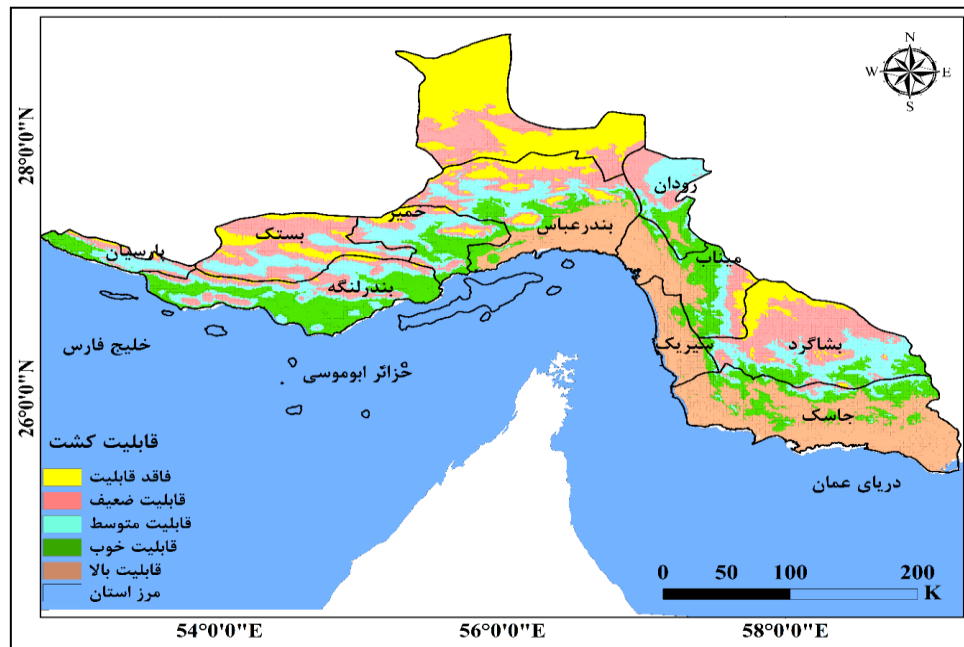 N
W
E
S
28°0'0"N
26°0'0"N
رودان
خمیر
بستک
بندرعباس
پارسیان
میناب
بندرلنگه
سیریک
بشاگرد
خلیج فارس
جزائر ابوموسی
جاسک
دریای عمان
قابلیت کشت
فاقد قابلیت
قابلیت ضعیف
قابلیت متوسط
قابلیت خوب
قابلیت بالا
مرز استان
0 50 100 200
K
54°0'0"E 56°0'0"E 58°0'0"E